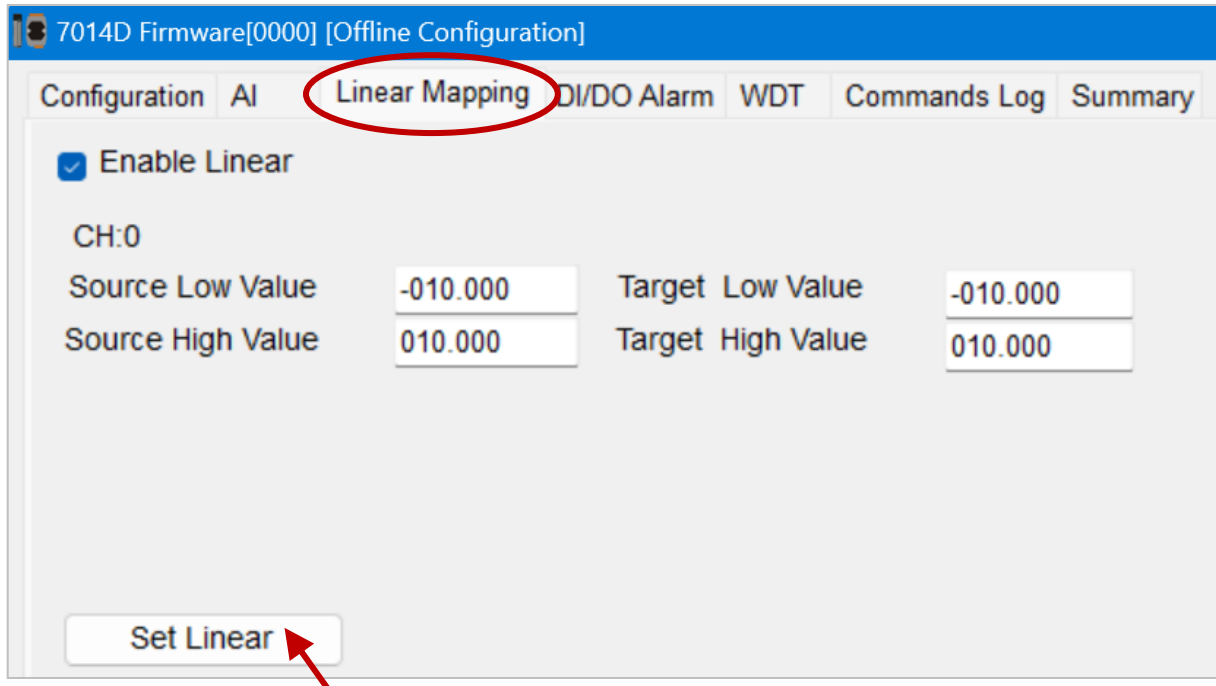 7014D Firmware[0000] [Offline Configuration]
Configuration AI Linear Mapping DI/DO Alarm WDT Commands Log Summary
Enable Linear
CH:0
Source Low Value -010.000 Target Low Value -010.000
Source High Value 010.000 Target High Value 010.000
Set Linear